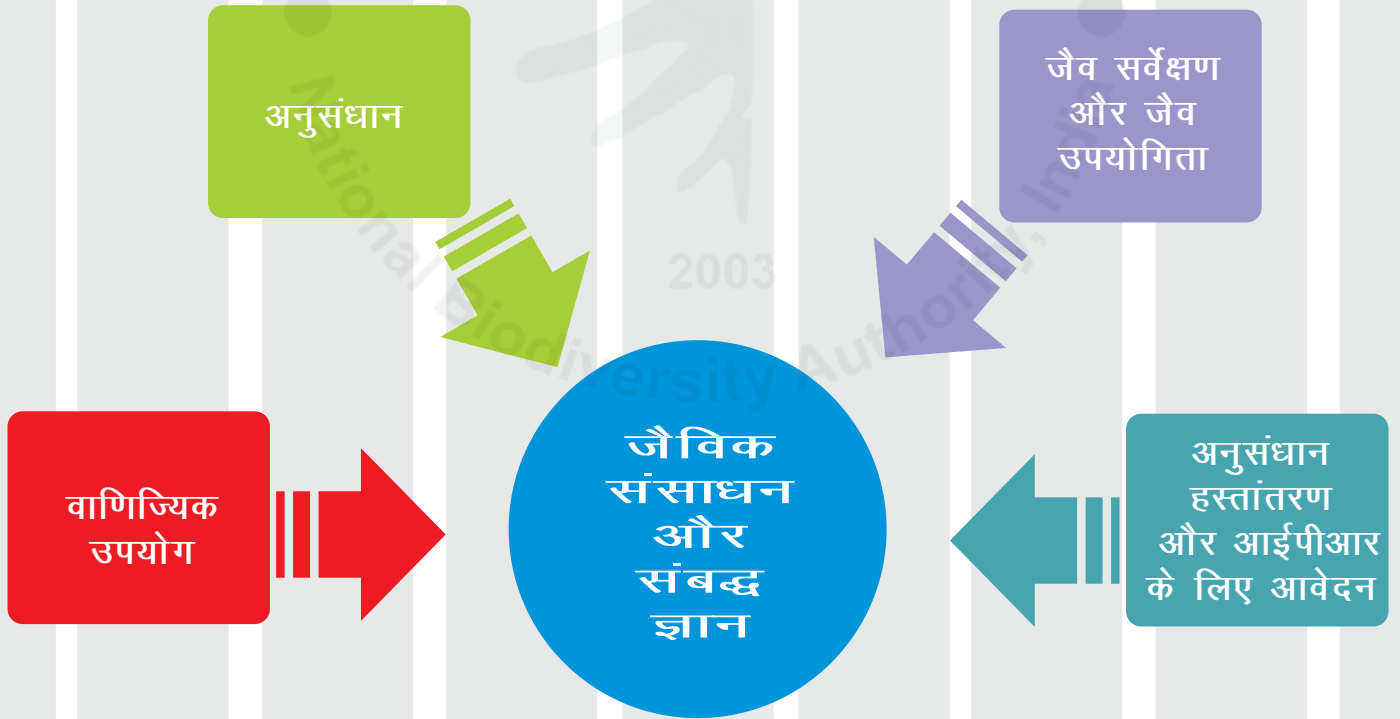 अनुसंधान
जैव सर्वेक्षण
और जैव
उपयोगिता
2003
National Biodiversity Authority, India
वाणिज्यिक
उपयोग
जैविक
संसाधन
और
संबद्ध
ज्ञान
अनुसंधान
हस्तांतरण
और आईपीआर
के लिए आवेदन